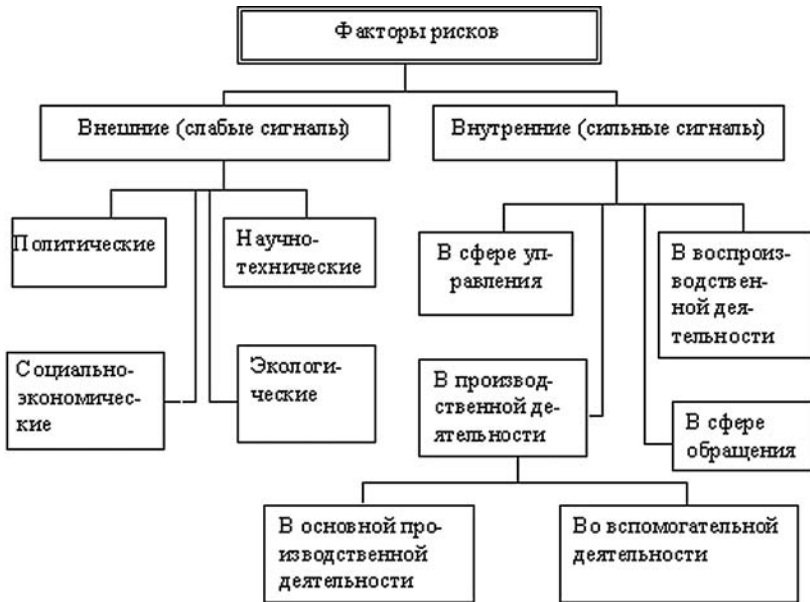 Факторы рисков
Внешние (слабые сигналы)
Внутренние (сильные сигналы)
Политические
Научно-
технические
В сфере уп-
равления
В воспроиз-
водствен-
ной дея-
тельности
Социально-
экономичес-
кие
Экологи-
ческие
В производ-
ственной де-
ятельности
В сфере
обращения
В основной про-
изводственной
деятельности
Во вспомогательной
деятельности